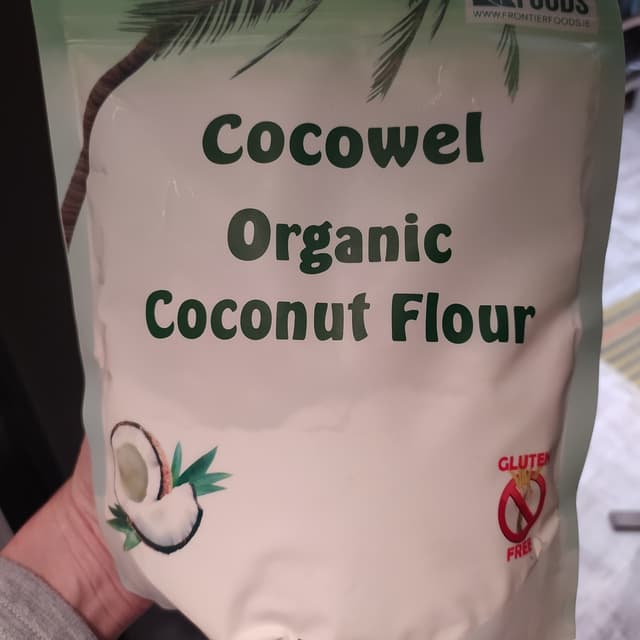 FOODS
WWW.FRONTIERFOODS.IE
Cocowel
Organic
Coconut Flour
GLUTEN
FREE